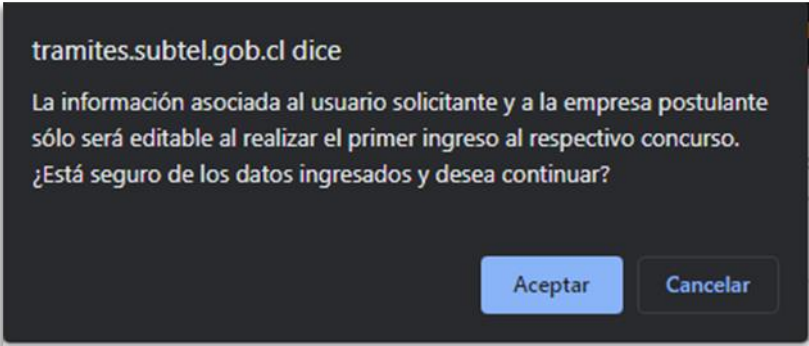 tramites.subtel.gob.cl dice
La información asociada al usuario solicitante y a la empresa postulante
sólo será editable al realizar el primer ingreso al respectivo concurso.
¿Está seguro de los datos ingresados y desea continuar?
Aceptar
Cancelar